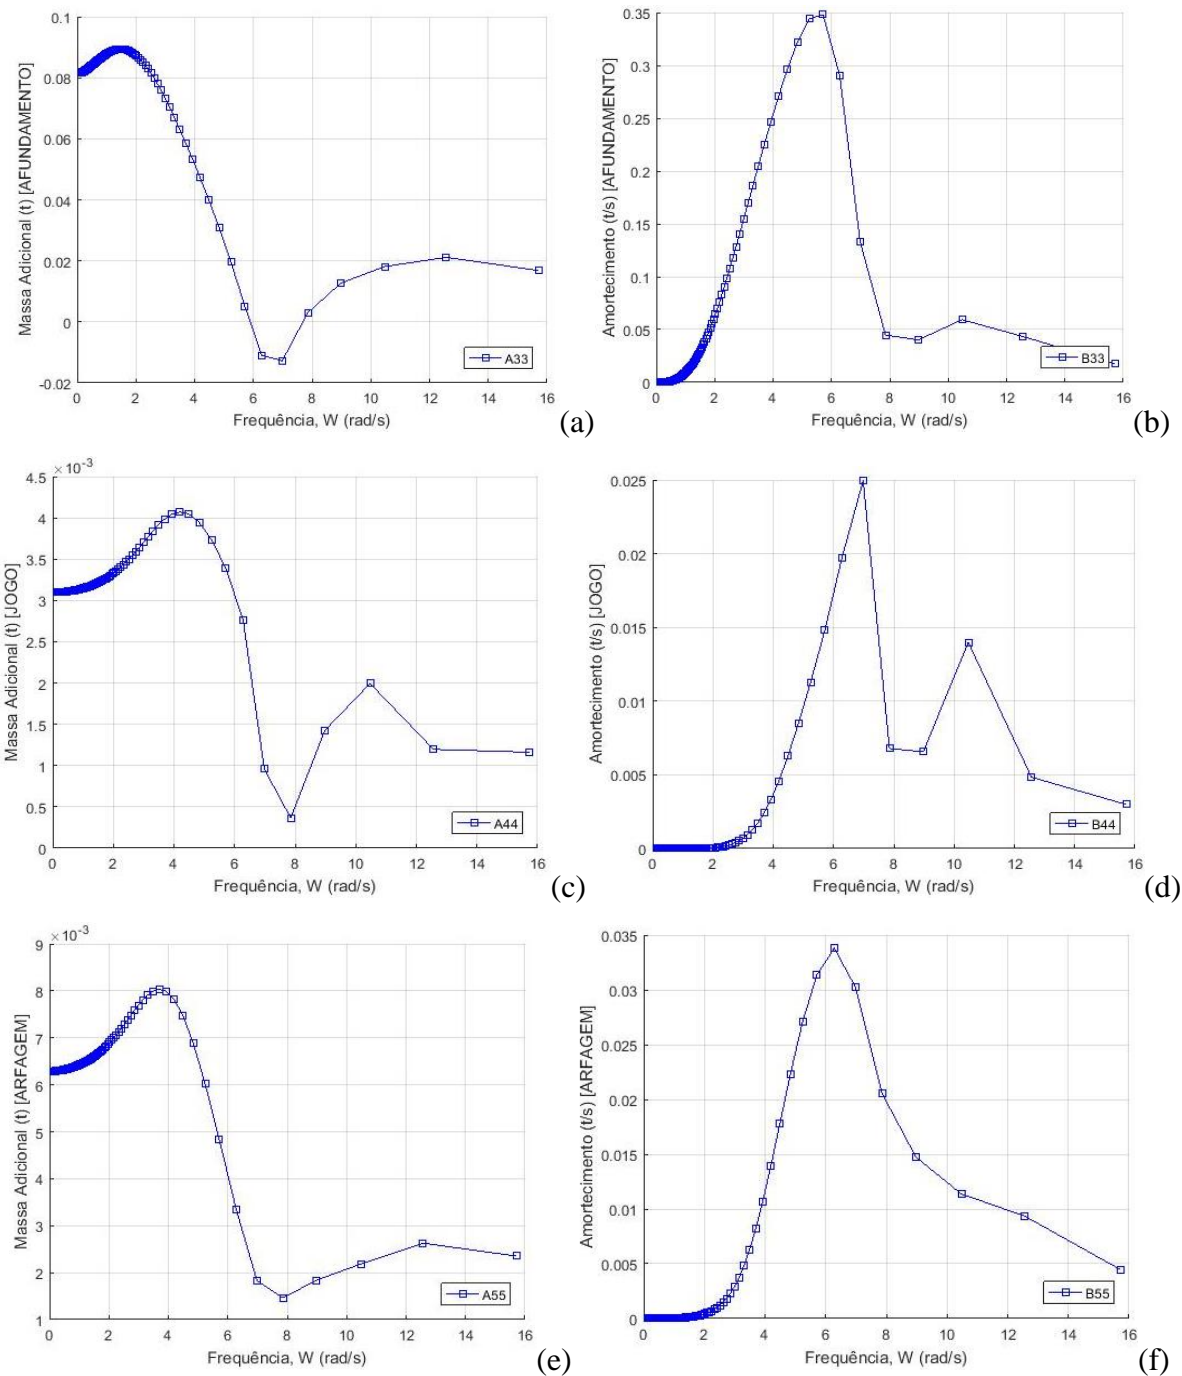 Massa Adicional (t) [AFUNDAMENTO]
0.1
0.08
0.06
0.04
0.02
0
-0.02
0 2 4 6 8 10 12 14 16
Frequência, W (rad/s)
A33
(a)
Amortecimento (t/s) [AFUNDAMENTO]
0.35
0.3
0.25
0.2
0.15
0.1
0.05
0
0 2 4 6 8 10 12 14 16
Frequência, W (rad/s)
B33
(b)
Massa Adicional (t) [JOGO]
×10-3
4.5
4
3.5
3
2.5
2
1.5
1
0.5
0
0 2 4 6 8 10 12 14 16
Frequência, W (rad/s)
A44
(c)
Amortecimento (t/s) [JOGO]
0.025
0.02
0.015
0.01
0.005
0
0 2 4 6 8 10 12 14 16
Frequência, W (rad/s)
B44
(d)
Massa Adicional (t) [ARFAGEM]
×10-3
9
8
7
6
5
4
3
2
1
0 2 4 6 8 10 12 14 16
Frequência, W (rad/s)
A55
(e)
Amortecimento (t/s) [ARFAGEM]
0.035
0.03
0.025
0.02
0.015
0.01
0.005
0
0 2 4 6 8 10 12 14 16
Frequência, W (rad/s)
B55
(f)